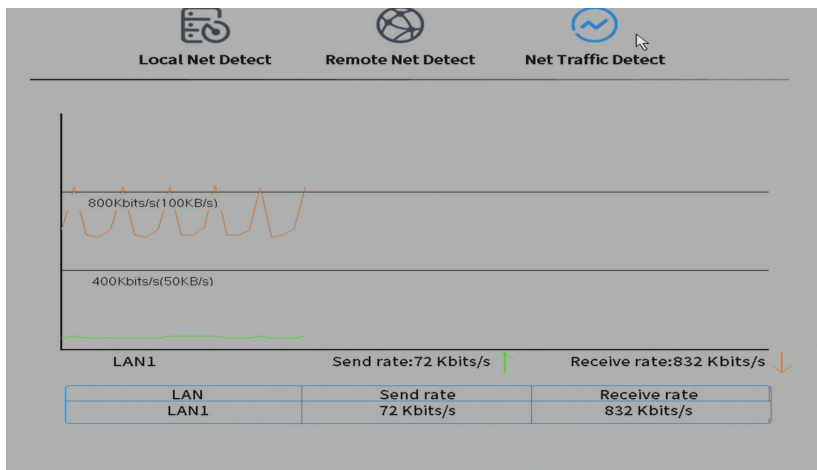 Local Net Detect Remote Net Detect Net Traffic Detect
800Kbits/s(100KB/s)
400Kbits/s(50KB/s)
LAN1 Send rate:72 Kbits/s Receive rate:832 Kbits/s
LAN Send rate Receive rate
LAN1 72 Kbits/s 832 Kbits/s